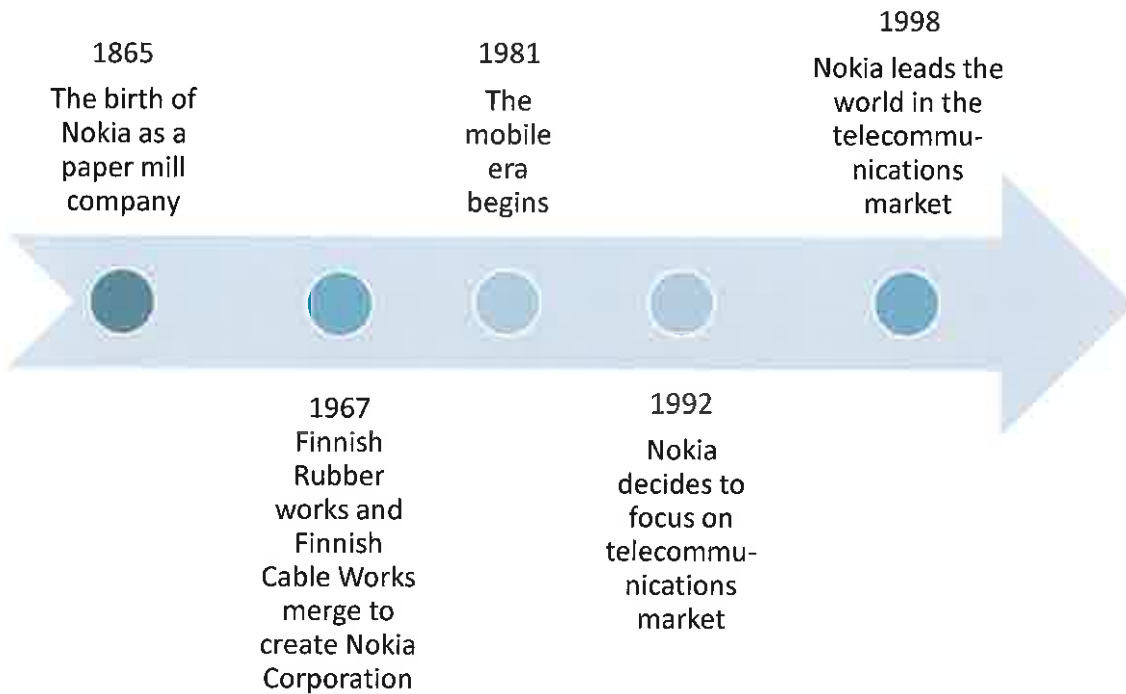 1865
The birth of
Nokia as a
paper mill
company
1967
Finnish
Rubber
works and
Finnish
Cable Works
merge to
create Nokia
Corporation
1981
The
mobile
era
begins
1992
Nokia
decides to
focus on
telecommu-
nications
market
1998
Nokia leads the
world in the
telecommu-
nications
market